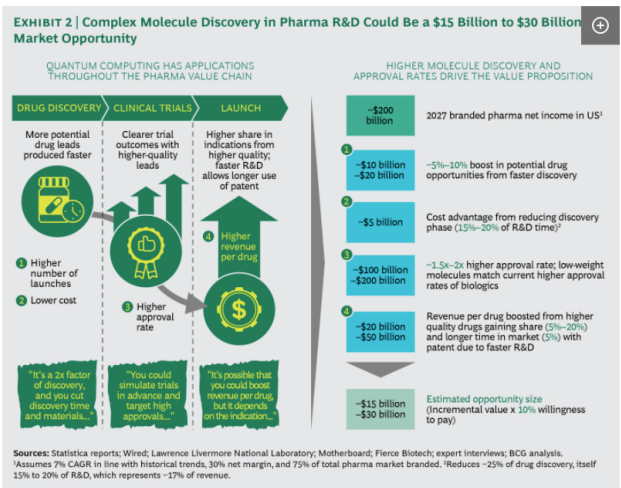 EXHIBIT 2 | Complex Molecule Discovery in Pharma R&D Could Be a $15 Billion to $30 Billion
Market Opportunity
QUANTUM COMPUTING HAS APPLICATIONS
THROUGHOUT THE PHARMA VALUE CHAIN
DRUG DISCOVERY
CLINICAL TRIALS
LAUNCH
More potential
drug leads
produced faster
Clearer trial
outcomes with
higher-quality
leads
Higher share in
indications from
higher quality;
faster R&D
allows longer use
of patent
1 Higher
number of
launches
2 Lower cost
3 Higher
approval
rate
4 Higher
revenue
per drug
$
"It's a 2x factor
of discovery,
and you cut
discovery time
and materials..."
"You could
simulate trials
in advance and
target high
approvals..."
"It's possible that
you could boost
revenue per drug,
but it depends
on the indication..."
HIGHER MOLECULE DISCOVERY AND
APPROVAL RATES DRIVE THE VALUE PROPOSITION
~$200
billion
2027 branded pharma net income in US¹
1
~$10 billion
–$20 billion
~5%–10% boost in potential drug
opportunities from faster discovery
2
~$5 billion
Cost advantage from reducing discovery
phase (15%–20% of R&D time)²
3
~$100 billion
–$200 billion
~1.5x–2x higher approval rate; low-weight
molecules match current higher approval
rates of biologics
4
~$20 billion
–$50 billion
Revenue per drug boosted from higher
quality drugs gaining share (5%–20%)
and longer time in market (5%) with
patent due to faster R&D
~$15 billion
–$30 billion
Estimated opportunity size
(Incremental value x 10% willingness
to pay)
Sources: Statistica reports; Wired; Lawrence Livermore National Laboratory; Motherboard; Fierce Biotech; expert interviews; BCG analysis.
¹Assumes 7% CAGR in line with historical trends, 30% net margin, and 75% of total pharma market branded. ²Reduces ~25% of drug discovery, itself
15% to 20% of R&D, which represents ~17% of revenue.